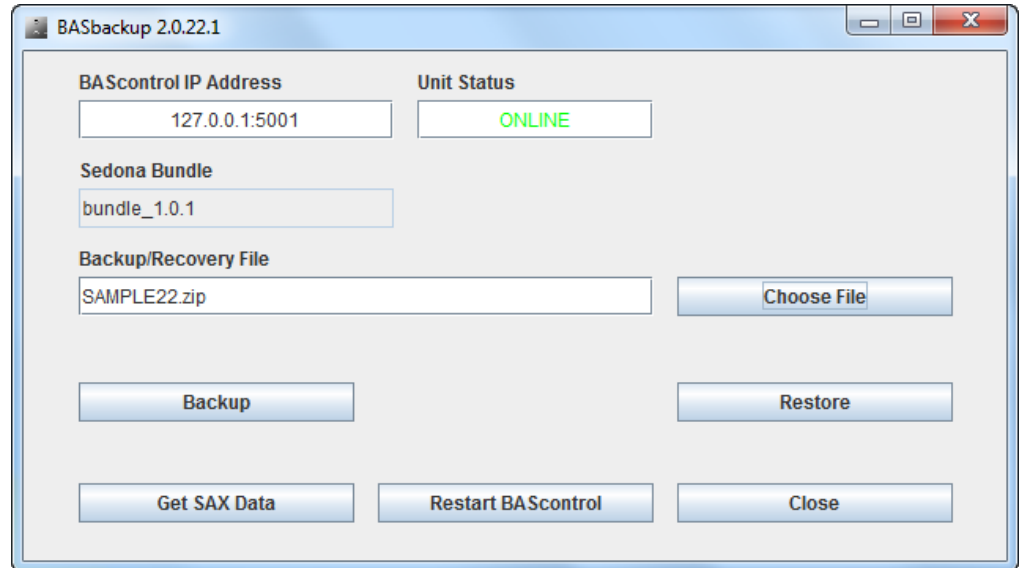 BASbackup 2.0.22.1
BAScontrol IP Address Unit Status
127.0.0.1:5001 ONLINE
Sedona Bundle
bundle_1.0.1
Backup/Recovery File
SAMPLE22.zip Choose File
Backup Restore
Get SAX Data Restart BAScontrol Close